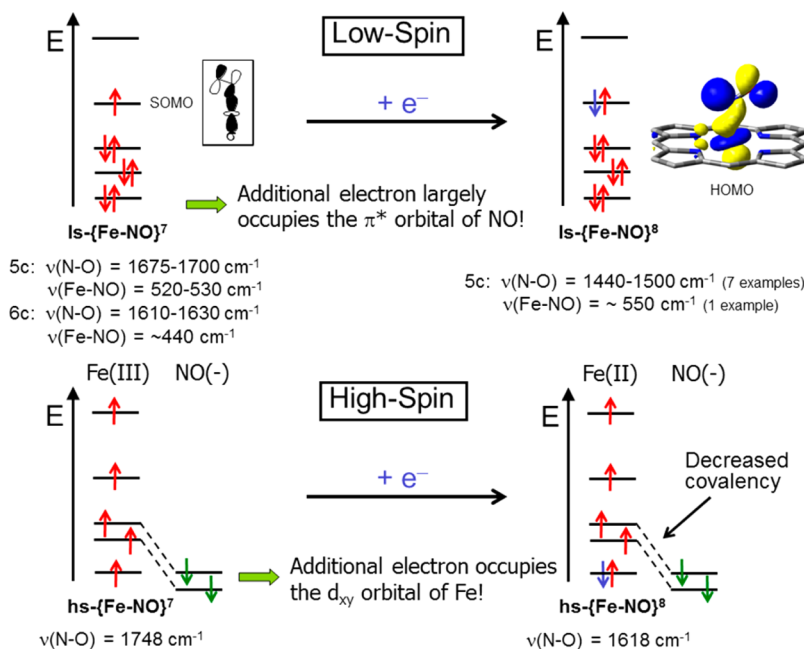 Low-Spin
E
E
SOMO
+ e⁻
HOMO
Additional electron largely
occupies the π* orbital of NO!
ls-{Fe-NO}⁷
ls-{Fe-NO}⁸
5c: ν(N-O) = 1675-1700 cm⁻¹
ν(Fe-NO) = 520-530 cm⁻¹
6c: ν(N-O) = 1610-1630 cm⁻¹
ν(Fe-NO) = ~440 cm⁻¹
5c: ν(N-O) = 1440-1500 cm⁻¹ (7 examples)
ν(Fe-NO) = ~ 550 cm⁻¹ (1 example)
Fe(III) NO(-)
High-Spin
Fe(II) NO(-)
E
E
+ e⁻
Decreased
covalency
Additional electron occupies
the dxy orbital of Fe!
hs-{Fe-NO}⁷
hs-{Fe-NO}⁸
ν(N-O) = 1748 cm⁻¹
ν(N-O) = 1618 cm⁻¹